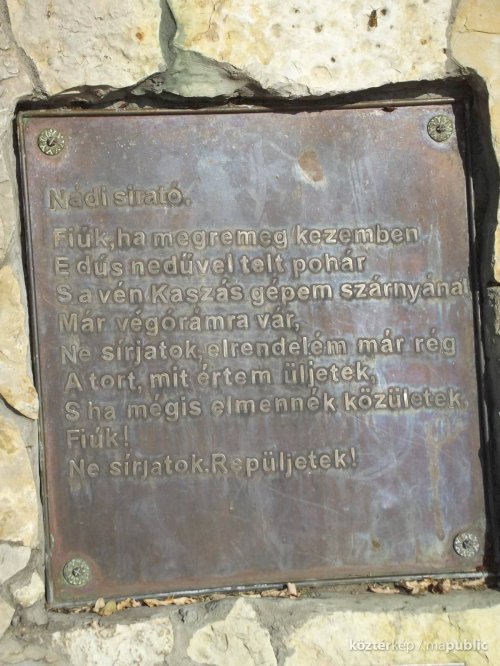 Nádi sirató.
Fiúk, ha megremeg kezemben
E dús nedűvel telt pohár
S a vén Kaszás gépem szárnyánál
Már végórámra vár,
Ne sírjatok, elrendelém már rég
A tort, mit értem üljetek,
S ha mégis elmennék közületek,
Fiúk!
Ne sírjatok. Repüljetek!
köztérkép / mapublic